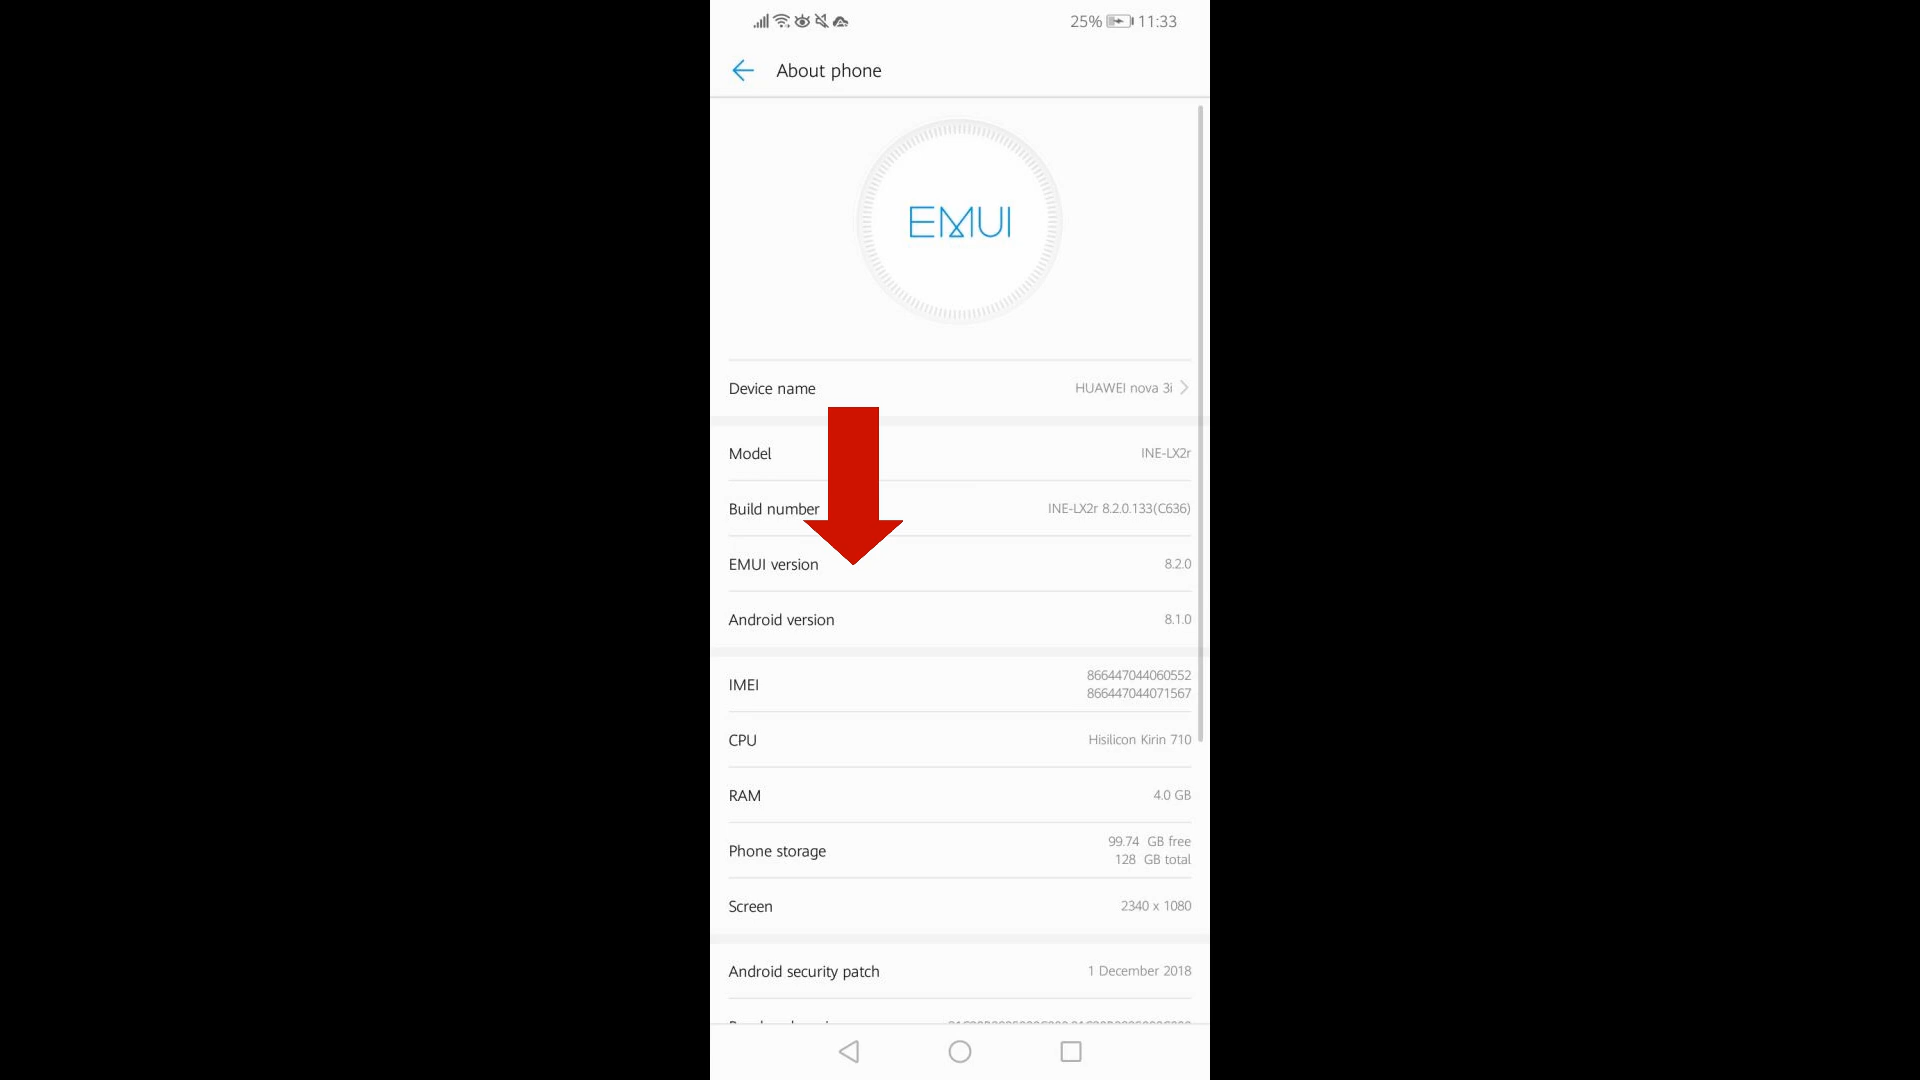 25% 11:33
About phone
EMUI
Device name HUAWEI nova 3i
Model INE-LX2r
Build number INE-LX2r 8.2.0.133(C636)
EMUI version 8.2.0
Android version 8.1.0
IMEI 866447044060552
866447044071567
CPU Hisilicon Kirin 710
RAM 4.0 GB
Phone storage 99.74 GB free
128 GB total
Screen 2340 x 1080
Android security patch 1 December 2018